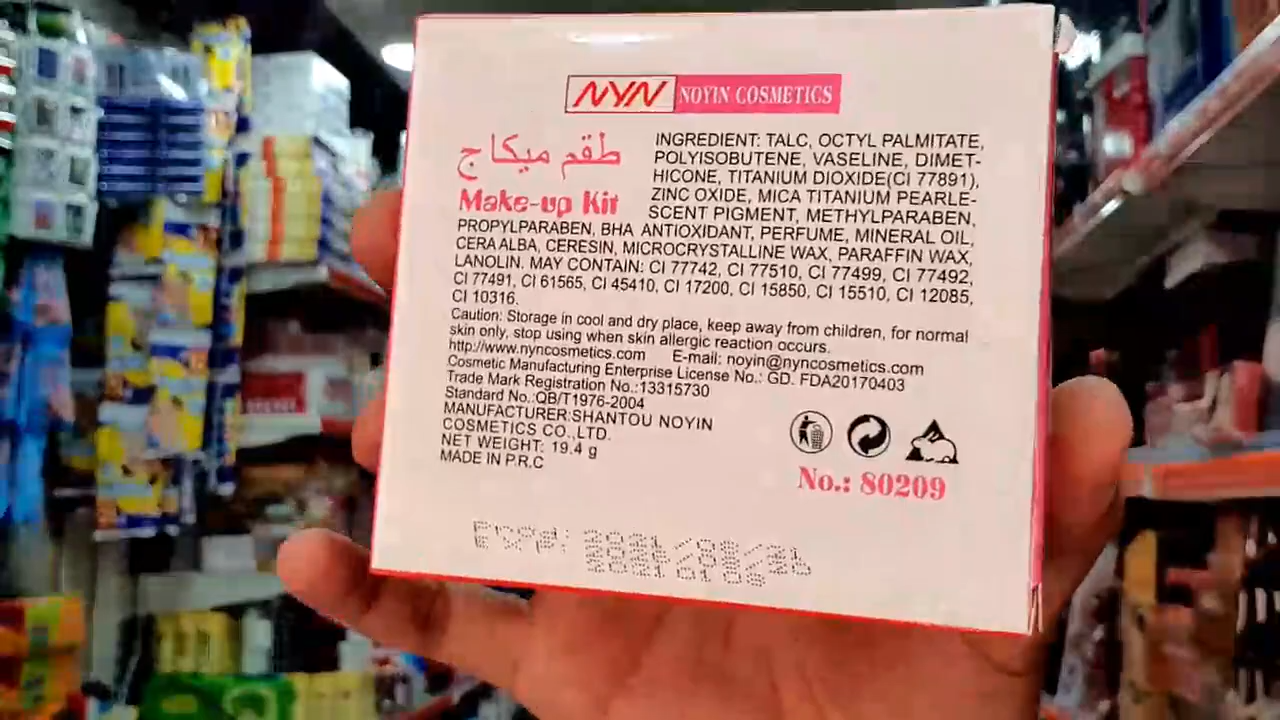 NYN NOYIN COSMETICS
طقم ميكاج
Make-up Kit
INGREDIENT: TALC, OCTYL PALMITATE,
POLYISOBUTENE, VASELINE, DIMET-
HICONE, TITANIUM DIOXIDE(CI 77891),
ZINC OXIDE, MICA TITANIUM PEARLE-
SCENT PIGMENT, METHYLPARABEN,
PROPYLPARABEN, BHA ANTIOXIDANT, PERFUME, MINERAL OIL,
CERA ALBA, CERESIN, MICROCRYSTALLINE WAX, PARAFFIN WAX,
LANOLIN. MAY CONTAIN: CI 77742, CI 77510, CI 77499, CI 77492,
CI 77491, CI 61565, CI 45410, CI 17200, CI 15850, CI 15510, CI 12085,
CI 10316.
Caution: Storage in cool and dry place, keep away from children, for normal
skin only, stop using when skin allergic reaction occurs.
http://www.nyncosmetics.com E-mail: noyin@nyncosmetics.com
Cosmetic Manufacturing Enterprise License No.: GD. FDA20170403
Trade Mark Registration No.:13315730
Standard No.:QB/T1976-2004
MANUFACTURER:SHANTOU NOYIN
COSMETICS CO.,LTD.
NET WEIGHT: 19.4 g
MADE IN P.R.C
No.: 80209